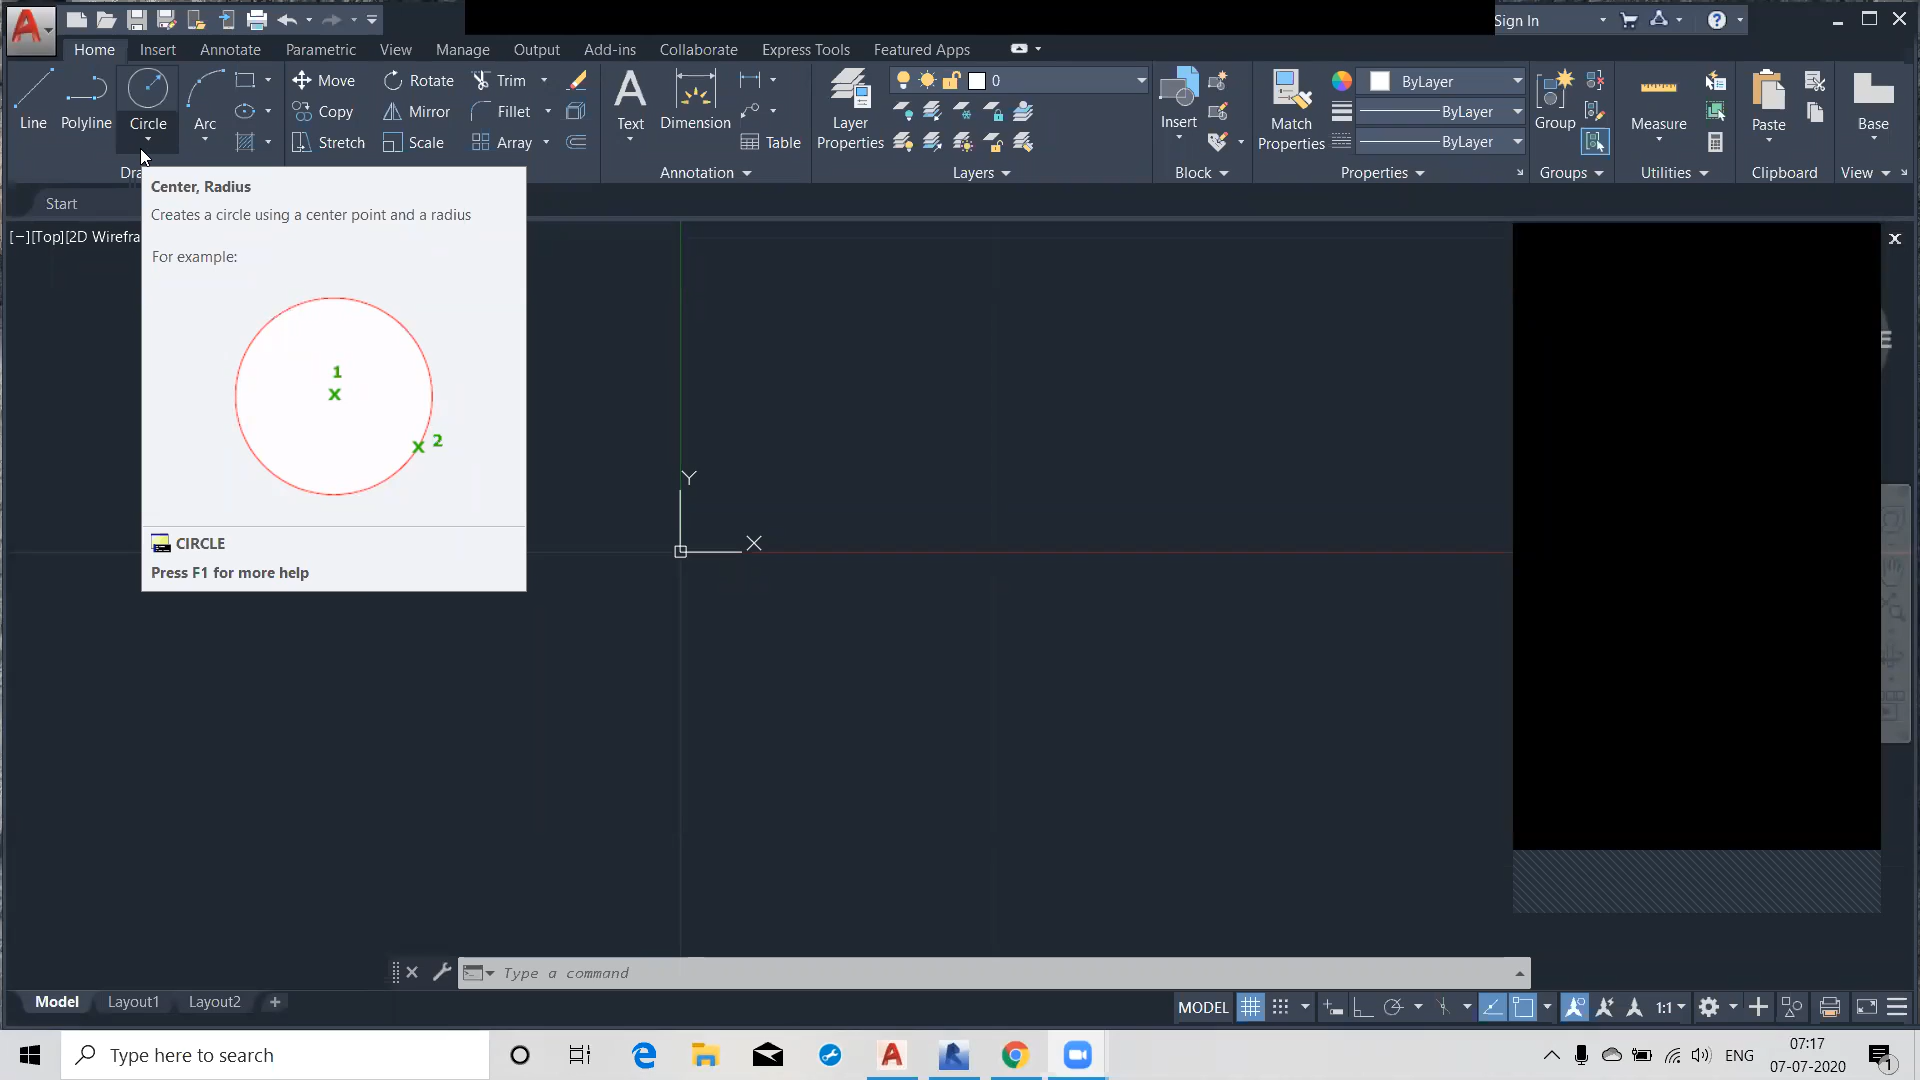 Sign In
Home Insert Annotate Parametric View Manage Output Add-ins Collaborate Express Tools Featured Apps
Line Polyline Circle Arc
Move Rotate Trim
Copy Mirror Fillet
Stretch Scale Array
Text Dimension Table
Layer Properties
0
Insert
Match Properties
ByLayer
ByLayer
ByLayer
Group
Measure
Paste
Base
Dra
Annotation
Layers
Block
Properties
Groups
Utilities
Clipboard
View
Start
[−][Top][2D Wirefra
Center, Radius
Creates a circle using a center point and a radius
For example:
1
x
x 2
CIRCLE
Press F1 for more help
Y
X
Type a command
Model Layout1 Layout2 +
MODEL
1:1
Type here to search
ENG
07:17
07-07-2020
1